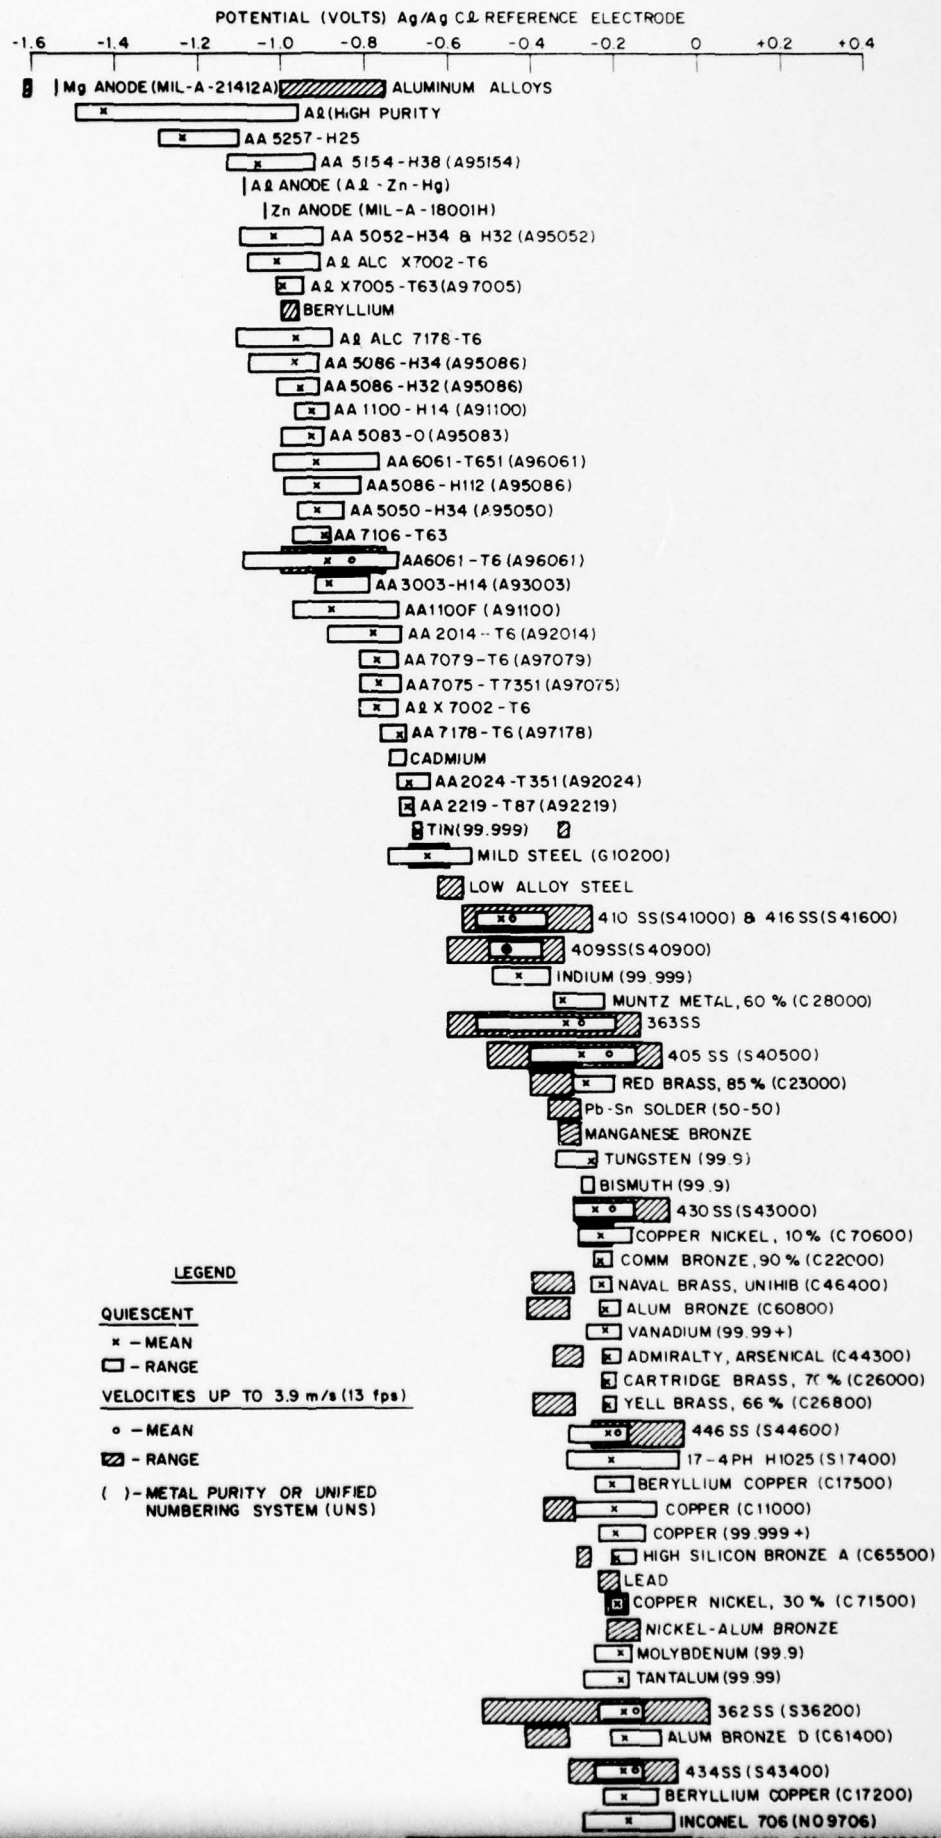 POTENTIAL (VOLTS) Ag/Ag Cℓ REFERENCE ELECTRODE
-1.6 -1.4 -1.2 -1.0 -0.8 -0.6 -0.4 -0.2 0 +0.2 +0.4
Mg ANODE (MIL-A-21412A) ALUMINUM ALLOYS
Aℓ (HIGH PURITY
AA 5257-H25
AA 5154-H38 (A95154)
Aℓ ANODE (Aℓ - Zn - Hg)
Zn ANODE (MIL-A-18001H)
AA 5052-H34 & H32 (A95052)
Aℓ ALC X7002-T6
Aℓ X7005-T63 (A97005)
BERYLLIUM
Aℓ ALC 7178-T6
AA 5086-H34 (A95086)
AA 5086-H32 (A95086)
AA 1100-H14 (A91100)
AA 5083-O (A95083)
AA 6061-T651 (A96061)
AA5086-H112 (A95086)
AA 5050-H34 (A95050)
AA 7106-T63
AA6061-T6 (A96061)
AA 3003-H14 (A93003)
AA1100F (A91100)
AA 2014-T6 (A92014)
AA 7079-T6 (A97079)
AA7075-T7351 (A97075)
Aℓ X 7002-T6
AA 7178-T6 (A97178)
CADMIUM
AA2024-T351 (A92024)
AA 2219-T87 (A92219)
TIN (99.999)
MILD STEEL (G10200)
LOW ALLOY STEEL
410 SS (S41000) & 416 SS (S41600)
409SS (S40900)
INDIUM (99.999)
MUNTZ METAL, 60 % (C28000)
363SS
405 SS (S40500)
RED BRASS, 85 % (C23000)
Pb-Sn SOLDER (50-50)
MANGANESE BRONZE
TUNGSTEN (99.9)
BISMUTH (99.9)
430 SS (S43000)
COPPER NICKEL, 10 % (C70600)
COMM BRONZE, 90 % (C22000)
NAVAL BRASS, UNIHIB (C46400)
ALUM BRONZE (C60800)
VANADIUM (99.99+)
ADMIRALTY, ARSENICAL (C44300)
CARTRIDGE BRASS, 70 % (C26000)
YELL BRASS, 66 % (C26800)
446 SS (S44600)
17-4PH H1025 (S17400)
BERYLLIUM COPPER (C17500)
COPPER (C11000)
COPPER (99.999+)
HIGH SILICON BRONZE A (C65500)
LEAD
COPPER NICKEL, 30 % (C71500)
NICKEL-ALUM BRONZE
MOLYBDENUM (99.9)
TANTALUM (99.99)
362 SS (S36200)
ALUM BRONZE D (C61400)
434SS (S43400)
BERYLLIUM COPPER (C17200)
INCONEL 706 (N09706)
LEGEND
QUIESCENT
x - MEAN
- RANGE
VELOCITIES UP TO 3.9 m/s (13 fps)
o - MEAN
- RANGE
( ) - METAL PURITY OR UNIFIED
NUMBERING SYSTEM (UNS)